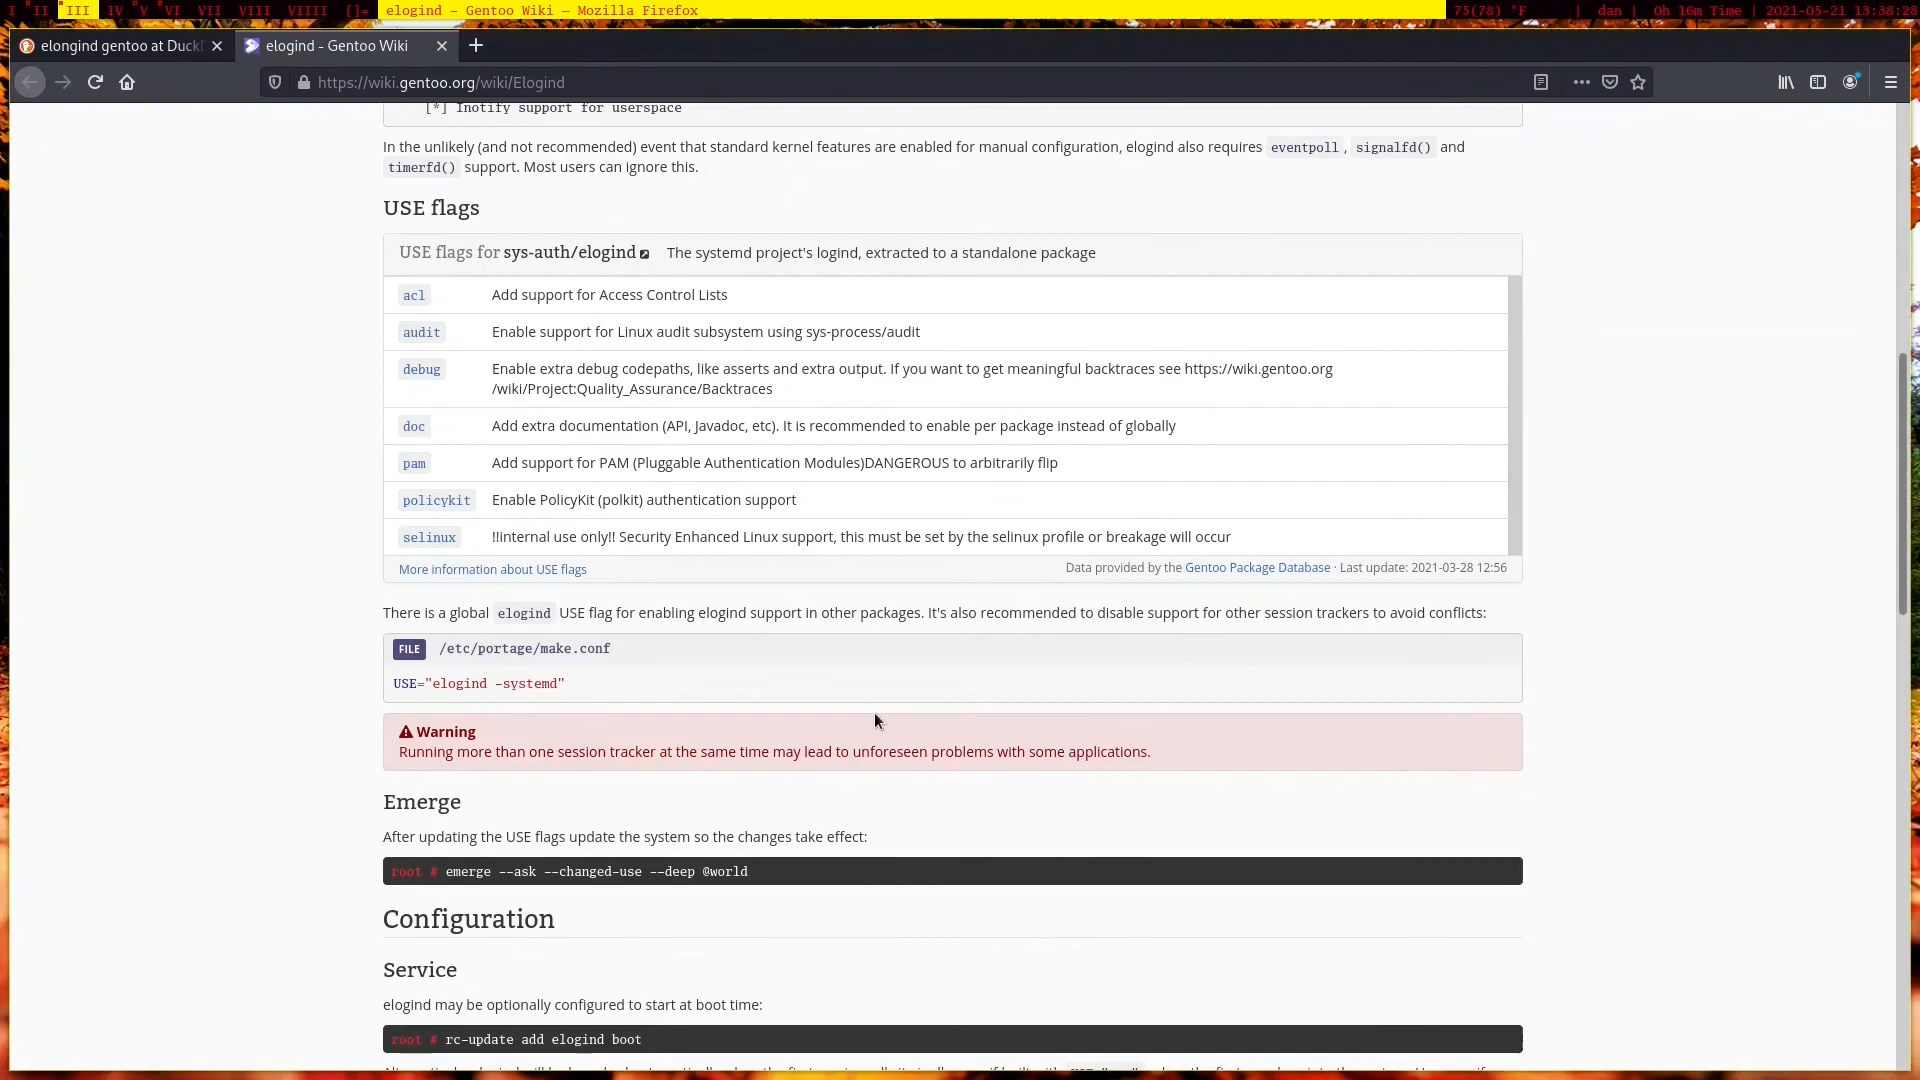 I II III IV V VI VII VIII VIIII []= elogind – Gentoo Wiki — Mozilla Firefox 75(78) °F | dan | 0h 16m Time | 2021-05-21 13:38:28
elongind gentoo at Duck
elogind - Gentoo Wiki
https://wiki.gentoo.org/wiki/Elogind
[*] Inotify support for userspace
In the unlikely (and not recommended) event that standard kernel features are enabled for manual configuration, elogind also requires eventpoll , signalfd() and
timerfd() support. Most users can ignore this.
USE flags
USE flags for sys-auth/elogind The systemd project's logind, extracted to a standalone package
acl Add support for Access Control Lists
audit Enable support for Linux audit subsystem using sys-process/audit
debug Enable extra debug codepaths, like asserts and extra output. If you want to get meaningful backtraces see https://wiki.gentoo.org
/wiki/Project:Quality_Assurance/Backtraces
doc Add extra documentation (API, Javadoc, etc). It is recommended to enable per package instead of globally
pam Add support for PAM (Pluggable Authentication Modules)DANGEROUS to arbitrarily flip
policykit Enable PolicyKit (polkit) authentication support
selinux !!internal use only!! Security Enhanced Linux support, this must be set by the selinux profile or breakage will occur
More information about USE flags Data provided by the Gentoo Package Database · Last update: 2021-03-28 12:56
There is a global elogind USE flag for enabling elogind support in other packages. It's also recommended to disable support for other session trackers to avoid conflicts:
FILE /etc/portage/make.conf
USE="elogind -systemd"
Warning
Running more than one session tracker at the same time may lead to unforeseen problems with some applications.
Emerge
After updating the USE flags update the system so the changes take effect:
root # emerge --ask --changed-use --deep @world
Configuration
Service
elogind may be optionally configured to start at boot time:
root # rc-update add elogind boot